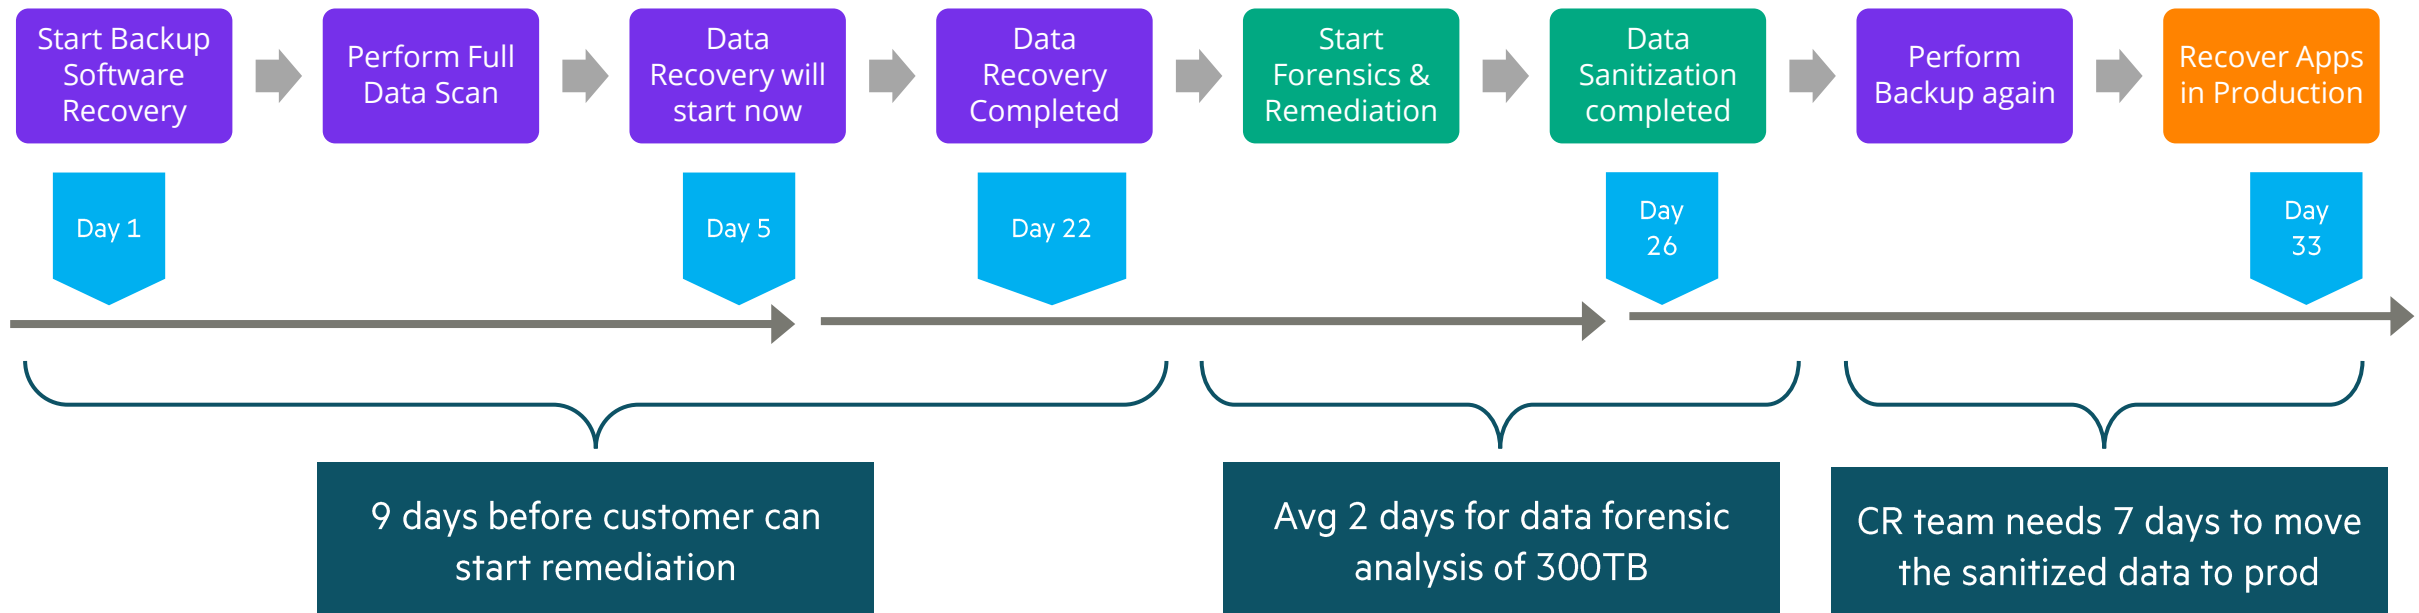 Start Backup
Software
Recovery
Perform Full
Data Scan
Data
Recovery will
start now
Data
Recovery
Completed
Start
Forensics &
Remediation
Data
Sanitization
completed
Perform
Backup again
Recover Apps
in Production
Day 1
Day 5
Day 22
Day
26
Day
33
9 days before customer can
start remediation
Avg 2 days for data forensic
analysis of 300TB
CR team needs 7 days to move
the sanitized data to prod